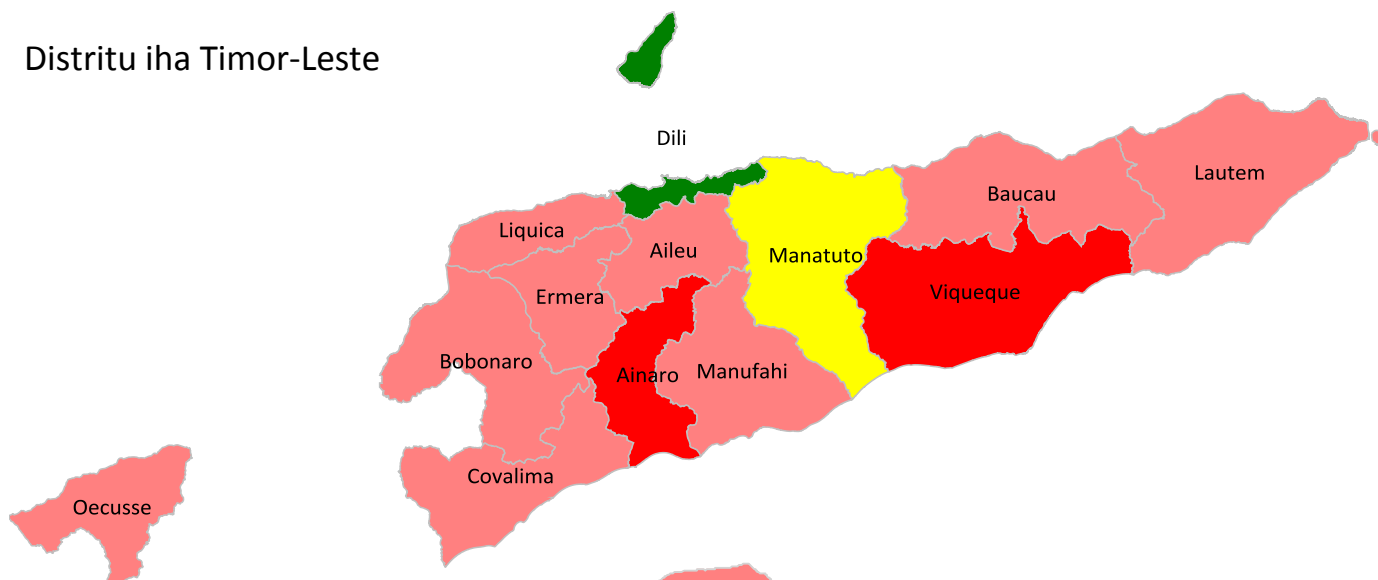 Distritu iha Timor-Leste
Dili
Lautem
Baucau
Liquica
Aileu
Manatuto
Viqueque
Ermera
Bobonaro
Ainaro
Manufahi
Covalima
Oecusse